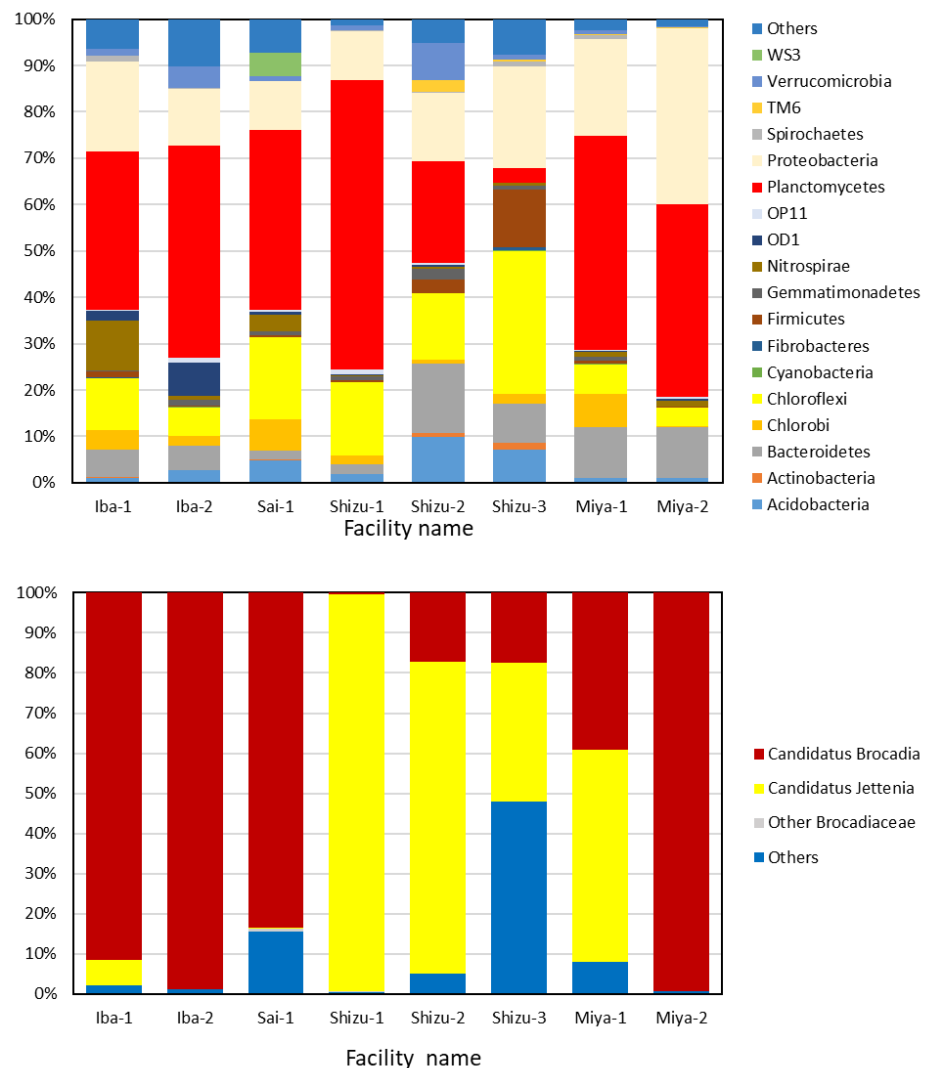 100%
90%
80%
70%
60%
50%
40%
30%
20%
10%
0%
Iba-1 Iba-2 Sai-1 Shizu-1 Shizu-2 Shizu-3 Miya-1 Miya-2
Facility name
Others
WS3
Verrucomicrobia
TM6
Spirochaetes
Proteobacteria
Planctomycetes
OP11
OD1
Nitrospirae
Gemmatimonadetes
Firmicutes
Fibrobacteres
Cyanobacteria
Chloroflexi
Chlorobi
Bacteroidetes
Actinobacteria
Acidobacteria
100%
90%
80%
70%
60%
50%
40%
30%
20%
10%
0%
Iba-1 Iba-2 Sai-1 Shizu-1 Shizu-2 Shizu-3 Miya-1 Miya-2
Facility name
Candidatus Brocadia
Candidatus Jettenia
Other Brocadiaceae
Others